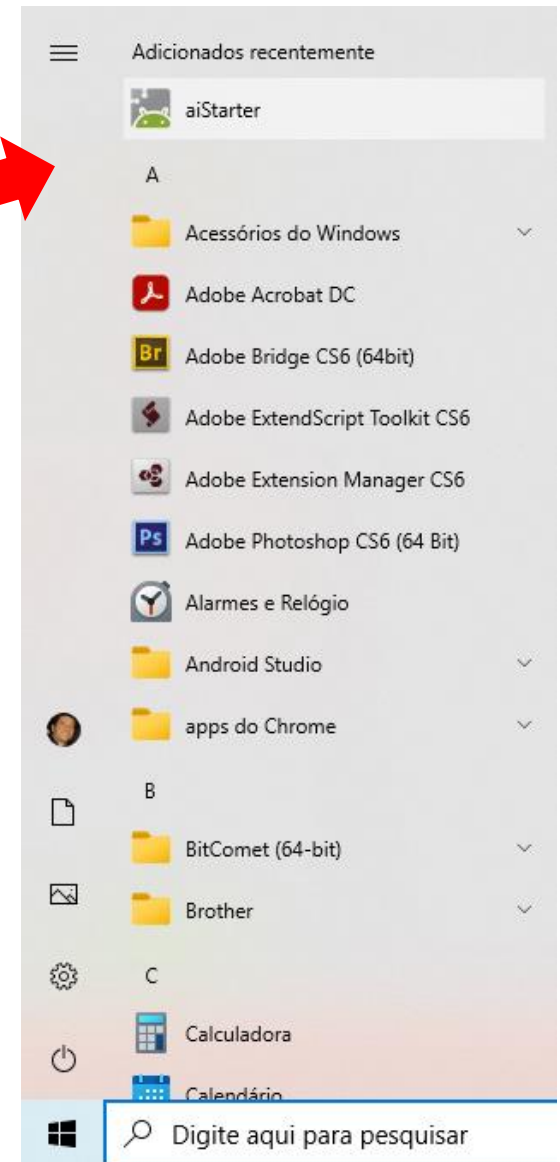 Adicionados recentemente
aiStarter
A
Acessórios do Windows
Adobe Acrobat DC
Br
Adobe Bridge CS6 (64bit)
Adobe ExtendScript Toolkit CS6
Adobe Extension Manager CS6
Ps
Adobe Photoshop CS6 (64 Bit)
Alarmes e Relógio
Android Studio
apps do Chrome
B
BitComet (64-bit)
Brother
C
Calculadora
Calendário
Digite aqui para pesquisar